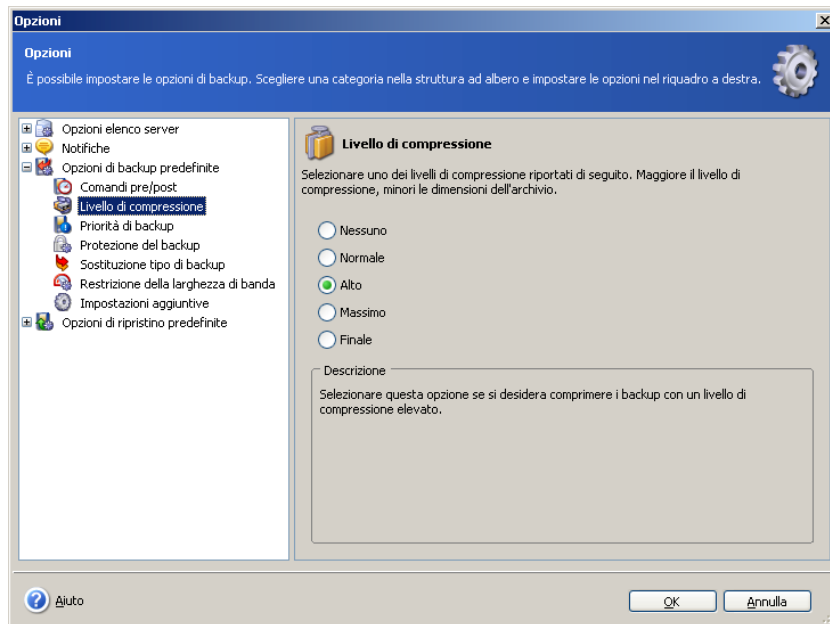 Opzioni
Opzioni
È possibile impostare le opzioni di backup. Scegliere una categoria nella struttura ad albero e impostare le opzioni nel riquadro a destra.
Opzioni elenco server
Notifiche
Opzioni di backup predefinite
Comandi pre/post
Livello di compressione
Priorità di backup
Protezione del backup
Sostituzione tipo di backup
Restrizione della larghezza di banda
Impostazioni aggiuntive
Opzioni di ripristino predefinite
Livello di compressione
Selezionare uno dei livelli di compressione riportati di seguito. Maggiore il livello di
compressione, minori le dimensioni dell'archivio.
Nessuno
Normale
Alto
Massimo
Finale
Descrizione
Selezionare questa opzione se si desidera comprimere i backup con un livello di
compressione elevato.
Aiuto
OK
Annulla